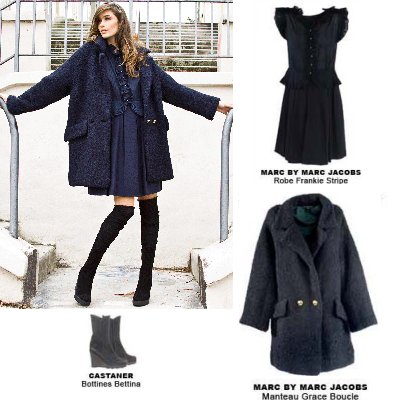 MARC BY MARC JACOBS
Robe Frankie Stripe
CASTANER
Bottines Bettina
MARC BY MARC JACOBS
Manteau Grace Boucle